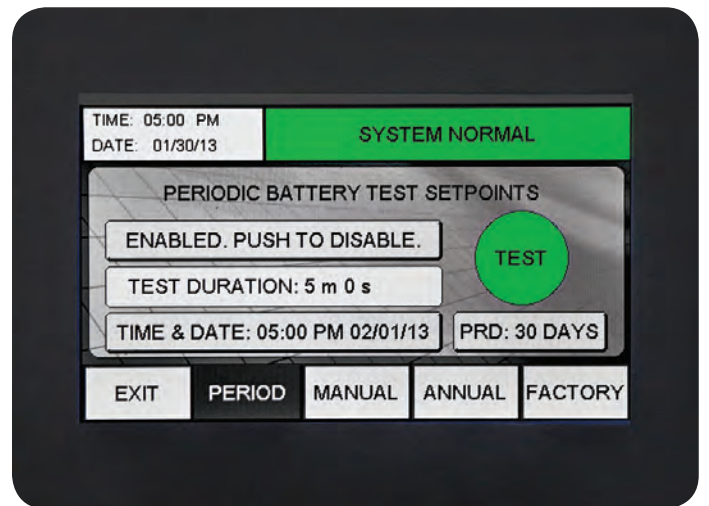 TIME: 05:00 PM
DATE: 01/30/13
SYSTEM NORMAL
PERIODIC BATTERY TEST SETPOINTS
ENABLED. PUSH TO DISABLE.
TEST
TEST DURATION: 5 m 0 s
TIME & DATE: 05:00 PM 02/01/13
PRD: 30 DAYS
EXIT
PERIOD
MANUAL
ANNUAL
FACTORY